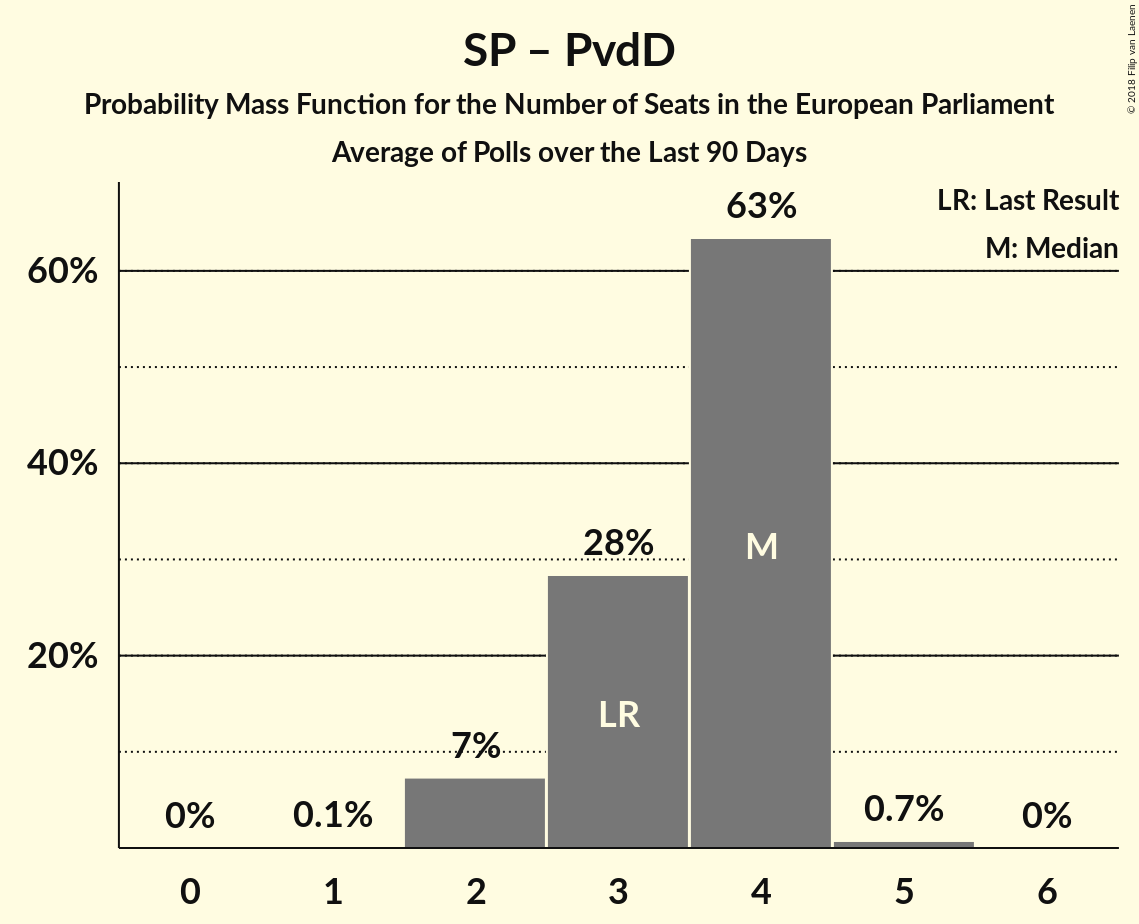 SP – PvdD
Probability Mass Function for the Number of Seats in the European Parliament
Average of Polls over the Last 90 Days
© 2018 Filip van Laenen
LR: Last Result
M: Median
63%
60%
40%
28%
M
20%
LR
7%
0%
0.1%
0.7%
0%
0 1 2 3 4 5 6